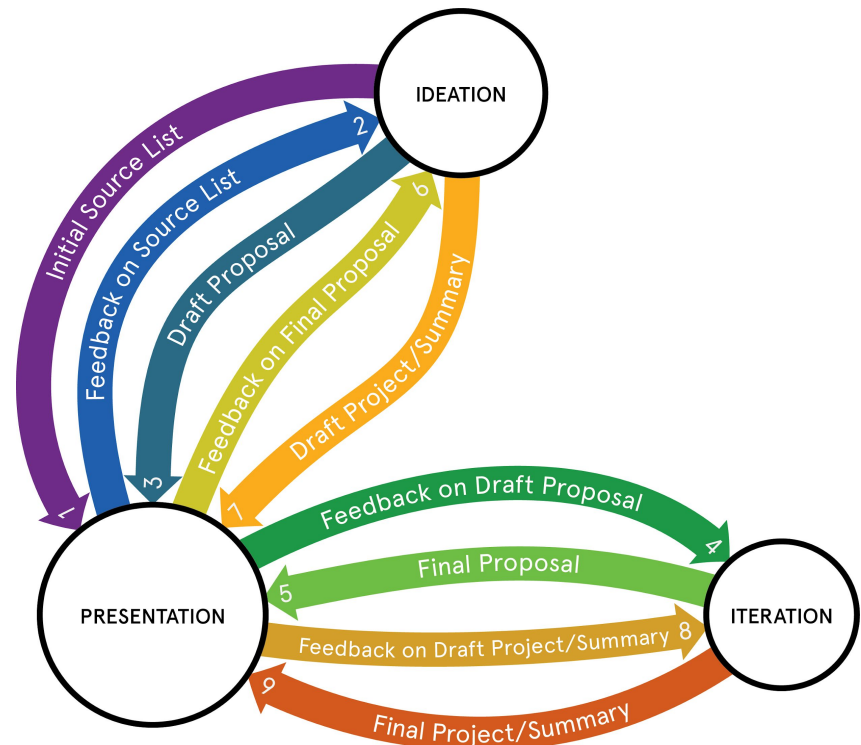 IDEATION
Initial Source List
1
Feedback on Source List
2
Draft Proposal
3
Feedback on Final Proposal
6
Draft Project/Summary
7
Feedback on Draft Proposal
4
Final Proposal
5
PRESENTATION
ITERATION
Feedback on Draft Project/Summary
8
Final Project/Summary
9